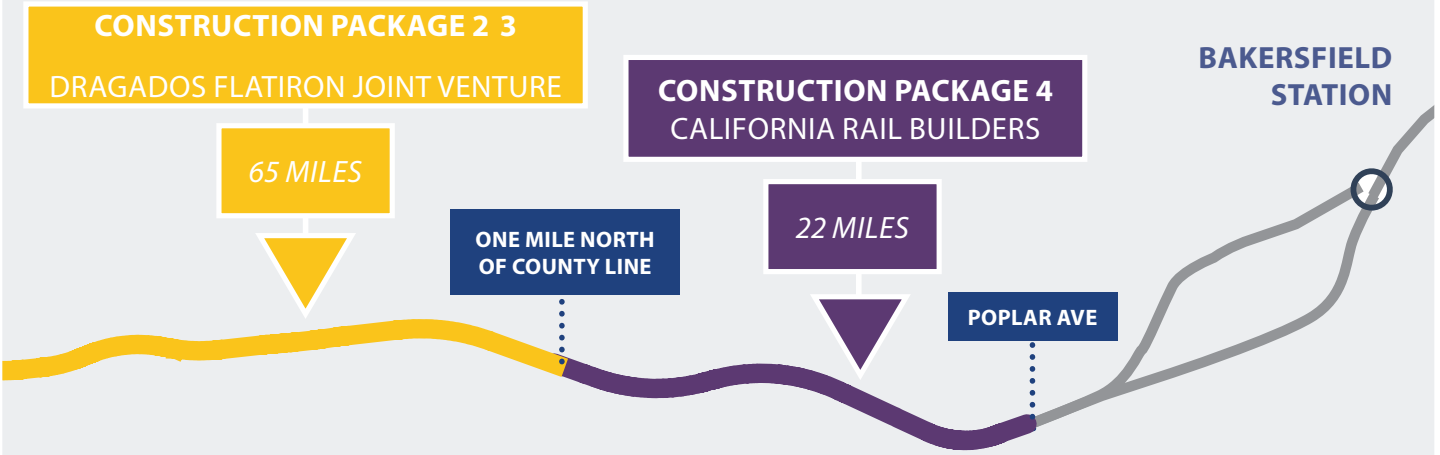 CONSTRUCTION PACKAGE 2 3
DRAGADOS FLATIRON JOINT VENTURE
65 MILES
ONE MILE NORTH
OF COUNTY LINE
CONSTRUCTION PACKAGE 4
CALIFORNIA RAIL BUILDERS
22 MILES
POPLAR AVE
BAKERSFIELD
STATION